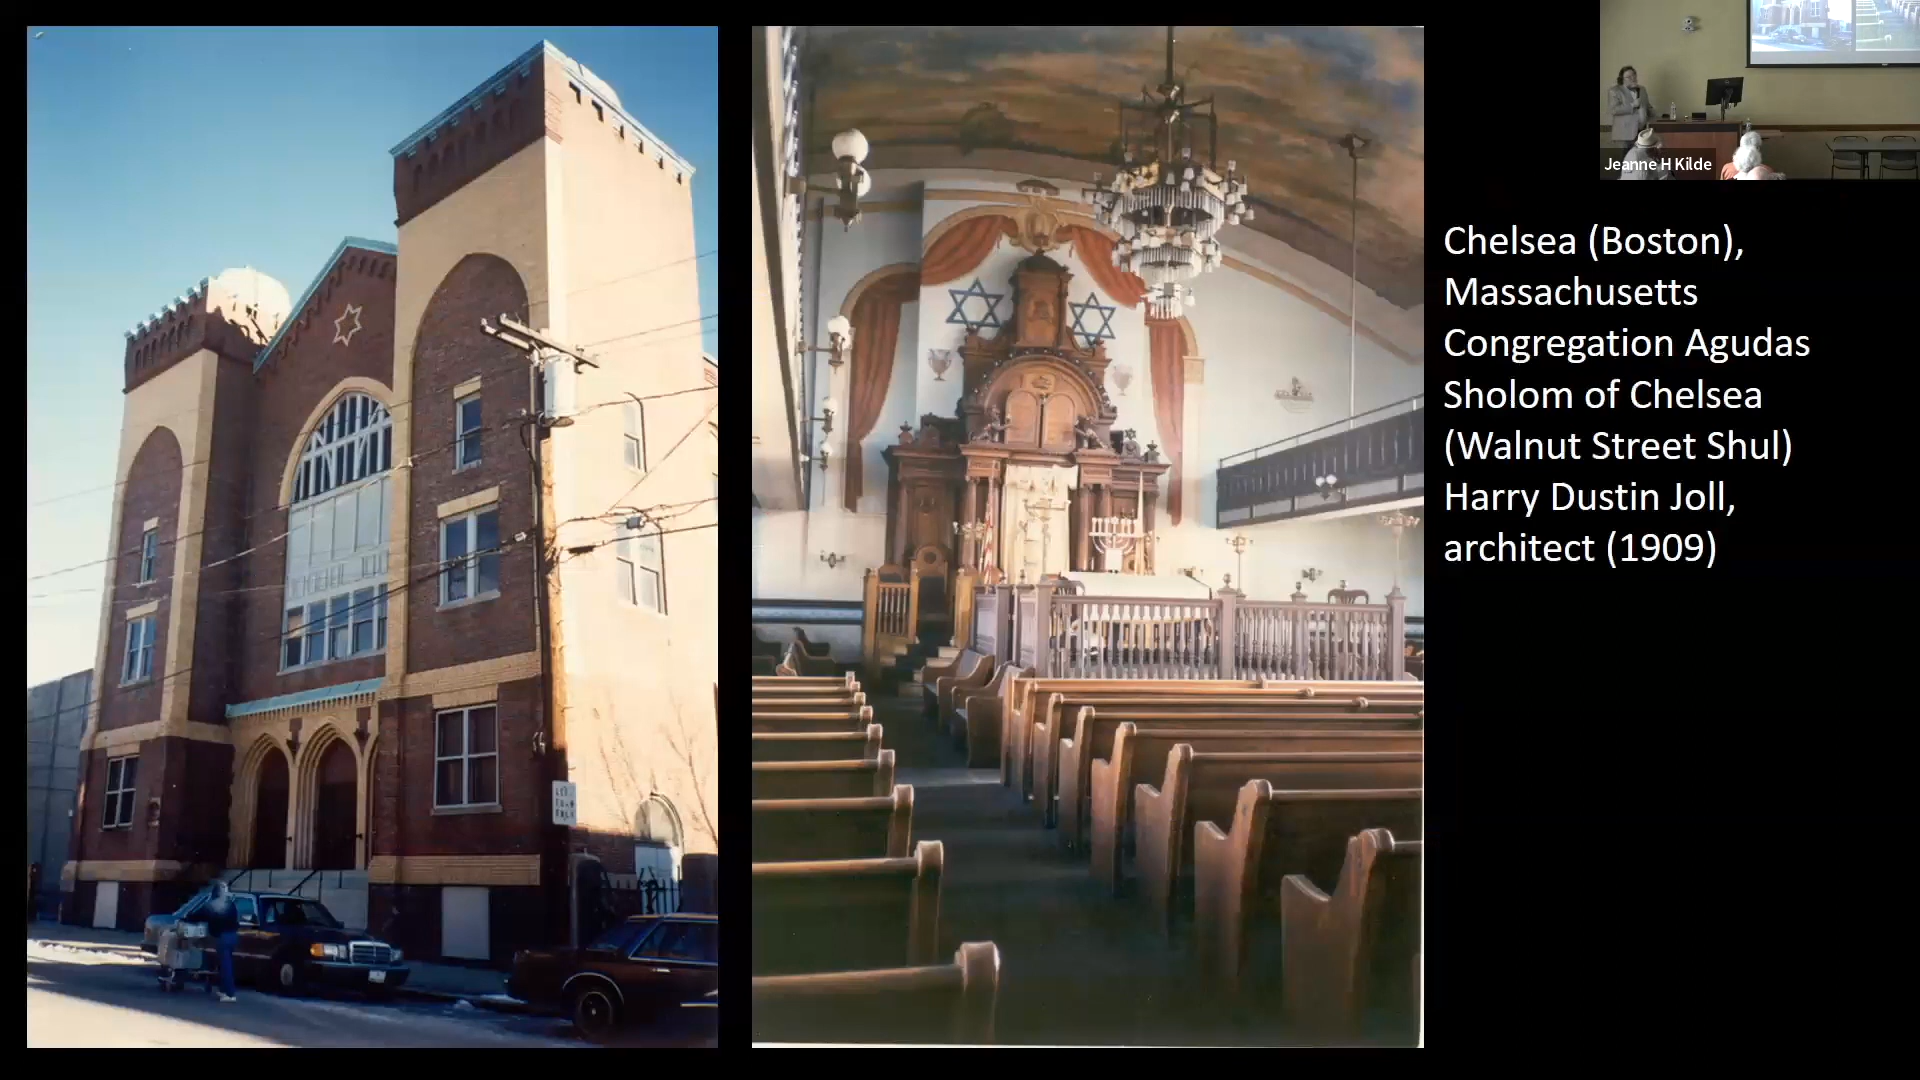 Jeanne H Kilde
Chelsea (Boston),
Massachusetts
Congregation Agudas
Sholom of Chelsea
(Walnut Street Shul)
Harry Dustin Joll,
architect (1909)